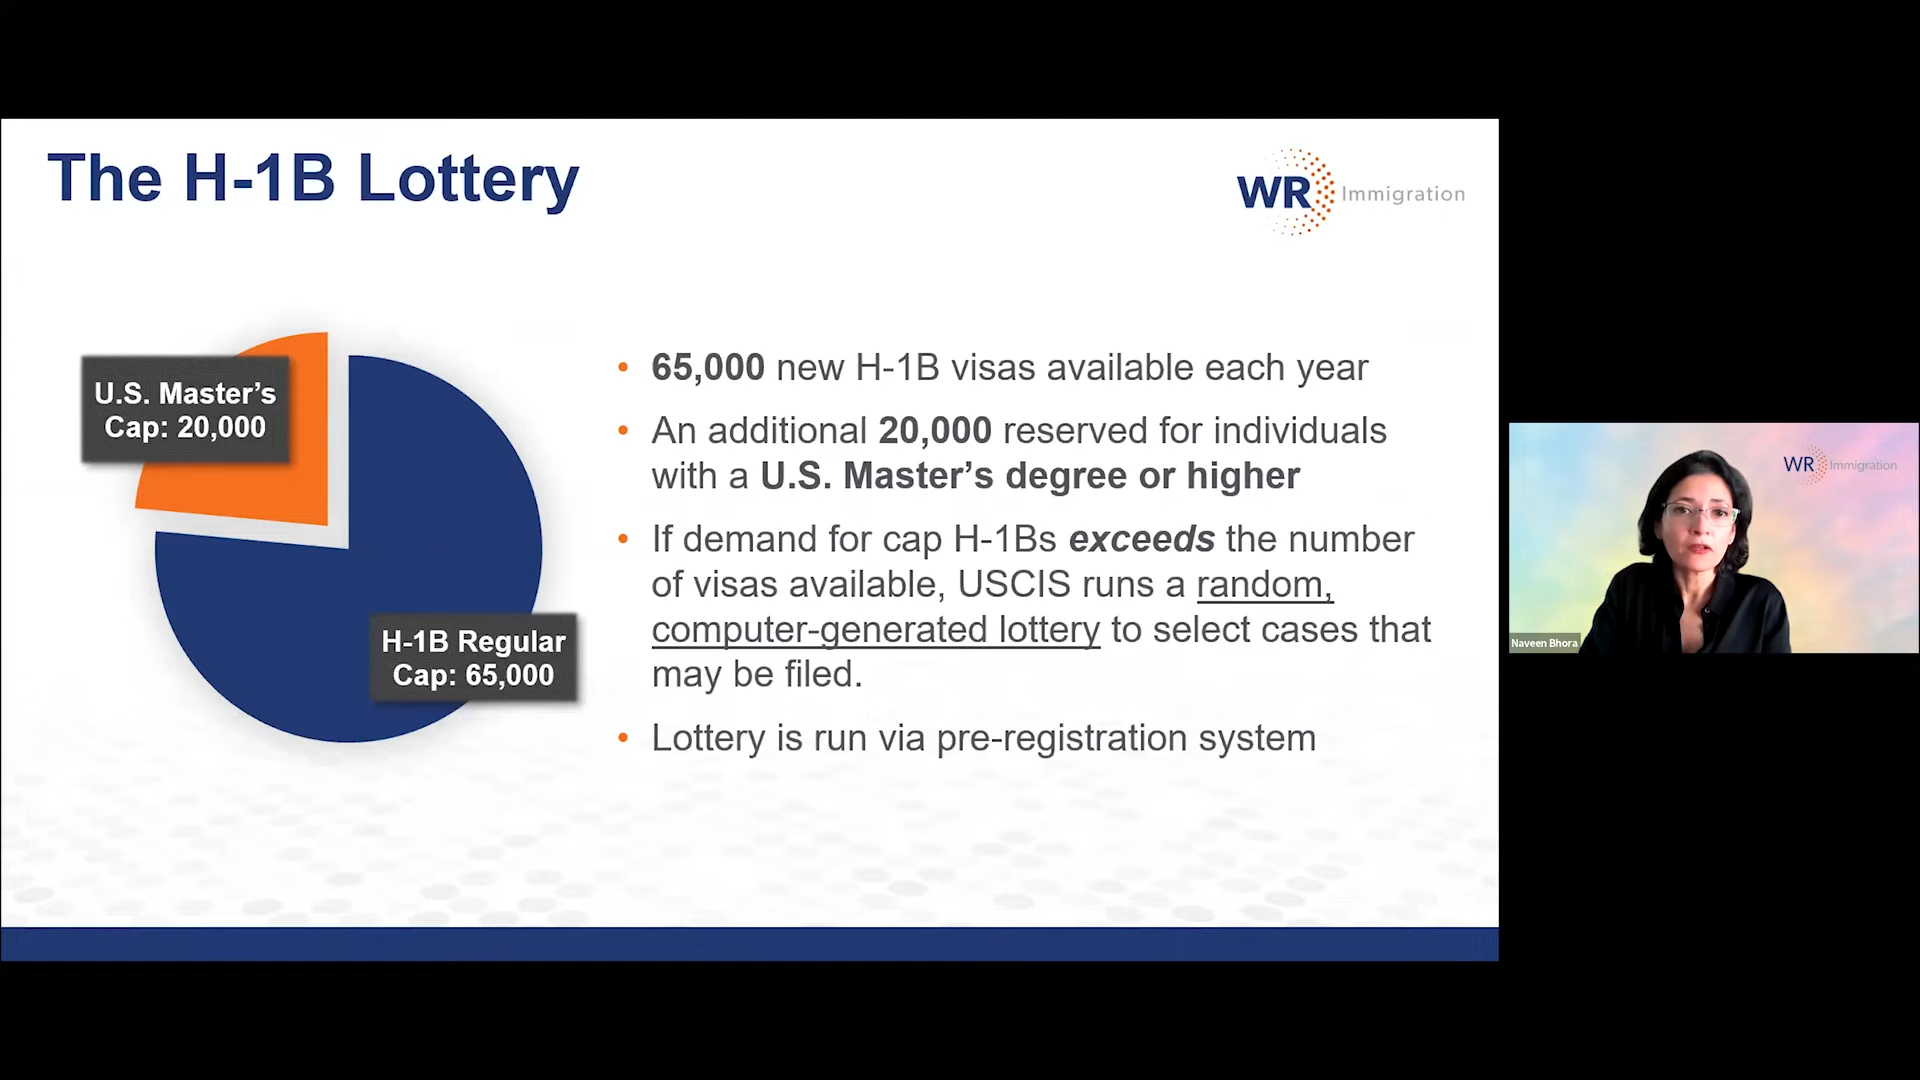 The H-1B Lottery
WR Immigration
U.S. Master's
Cap: 20,000
H-1B Regular
Cap: 65,000
• 65,000 new H-1B visas available each year
• An additional 20,000 reserved for individuals
with a U.S. Master's degree or higher
• If demand for cap H-1Bs exceeds the number
of visas available, USCIS runs a random,
computer-generated lottery to select cases that
may be filed.
• Lottery is run via pre-registration system
WR Immigration
Naveen Bhora